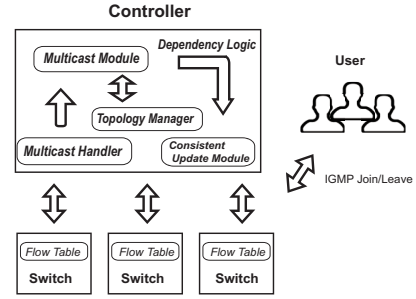 Controller
Multicast Module
Dependency Logic
Topology Manager
Multicast Handler
Consistent
Update Module
User
IGMP Join/Leave
Flow Table
Switch
Flow Table
Switch
Flow Table
Switch